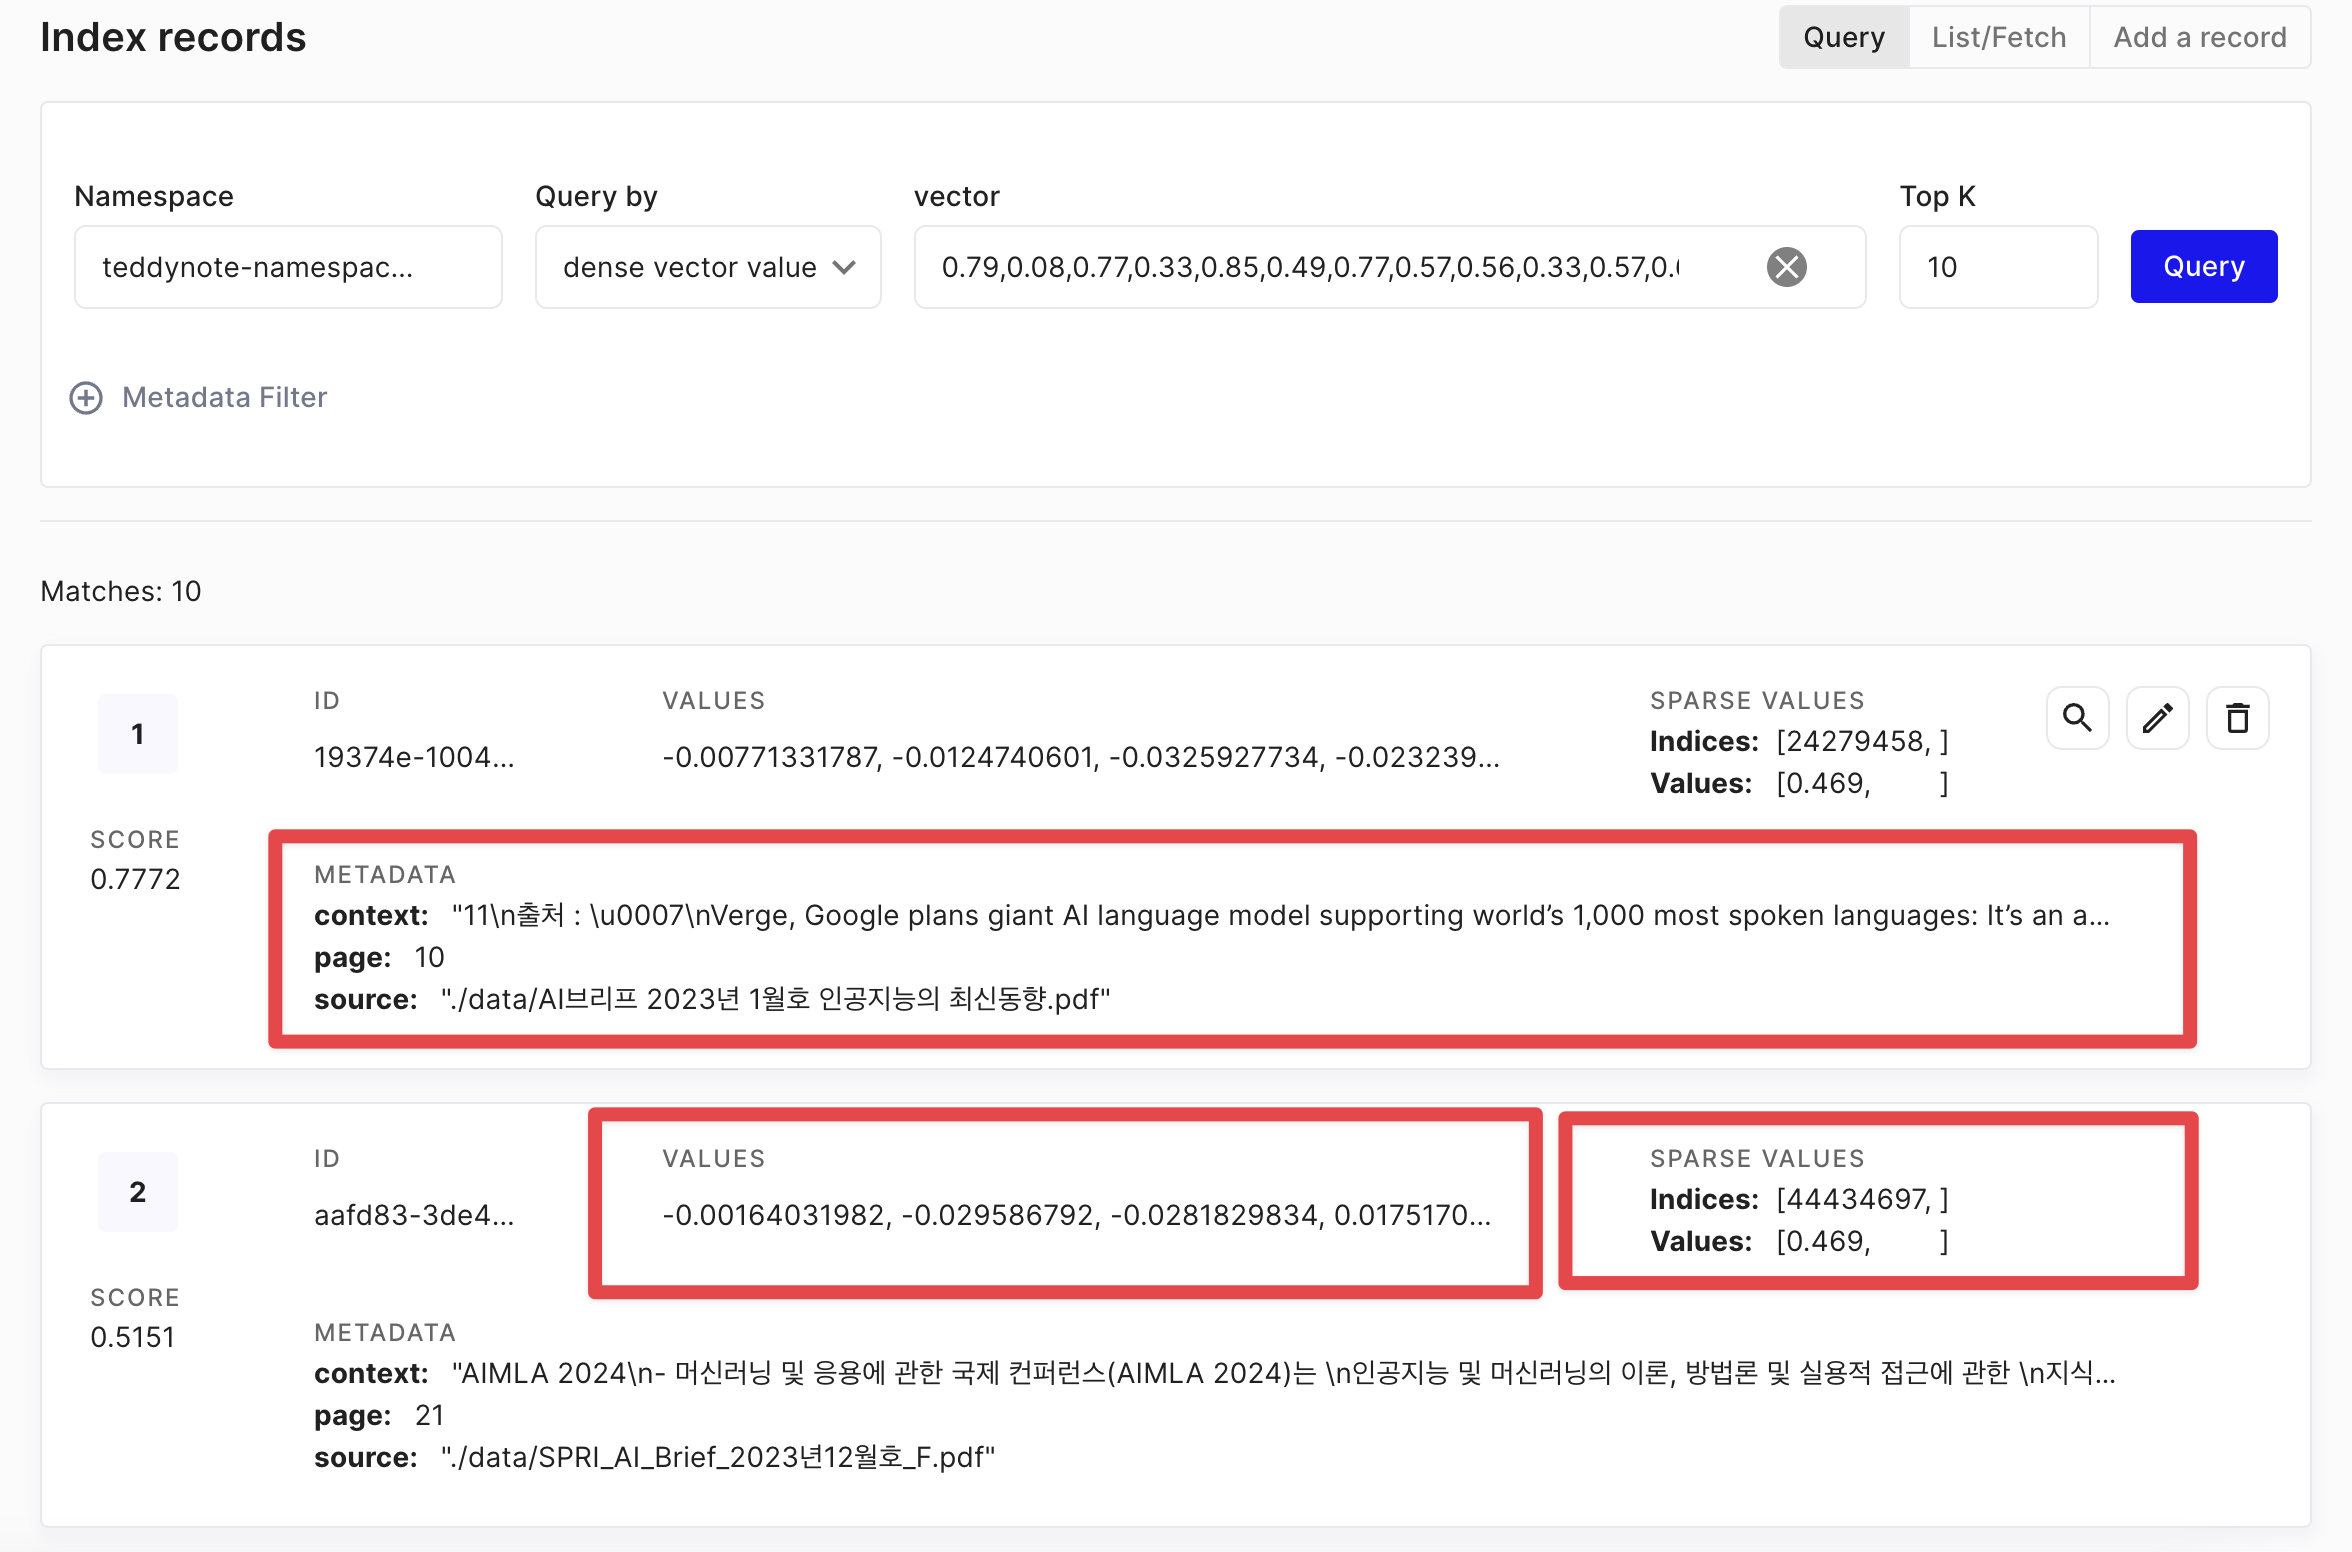 Index records
Query
List/Fetch
Add a record
Namespace
Query by
vector
Top K
teddynote-namespac...
dense vector value
0.79,0.08,0.77,0.33,0.85,0.49,0.77,0.57,0.56,0.33,0.57,0.
10
Query
Metadata Filter
Matches: 10
1
ID
VALUES
SPARSE VALUES
19374e-1004...
-0.00771331787, -0.0124740601, -0.0325927734, -0.023239...
Indices: [24279458, ]
Values: [0.469, ]
SCORE
0.7772
METADATA
context: "11\n출처 : \u0007\nVerge, Google plans giant AI language model supporting world’s 1,000 most spoken languages: It’s an a...
page: 10
source: "./data/AI브리프 2023년 1월호 인공지능의 최신동향.pdf"
2
ID
VALUES
SPARSE VALUES
aafd83-3de4...
-0.00164031982, -0.029586792, -0.0281829834, 0.0175170...
Indices: [44434697, ]
Values: [0.469, ]
SCORE
0.5151
METADATA
context: "AIMLA 2024\n- 머신러닝 및 응용에 관한 국제 컨퍼런스(AIMLA 2024)는 \n인공지능 및 머신러닝의 이론, 방법론 및 실용적 접근에 관한 \n지식...
page: 21
source: "./data/SPRI_AI_Brief_2023년12월호_F.pdf"